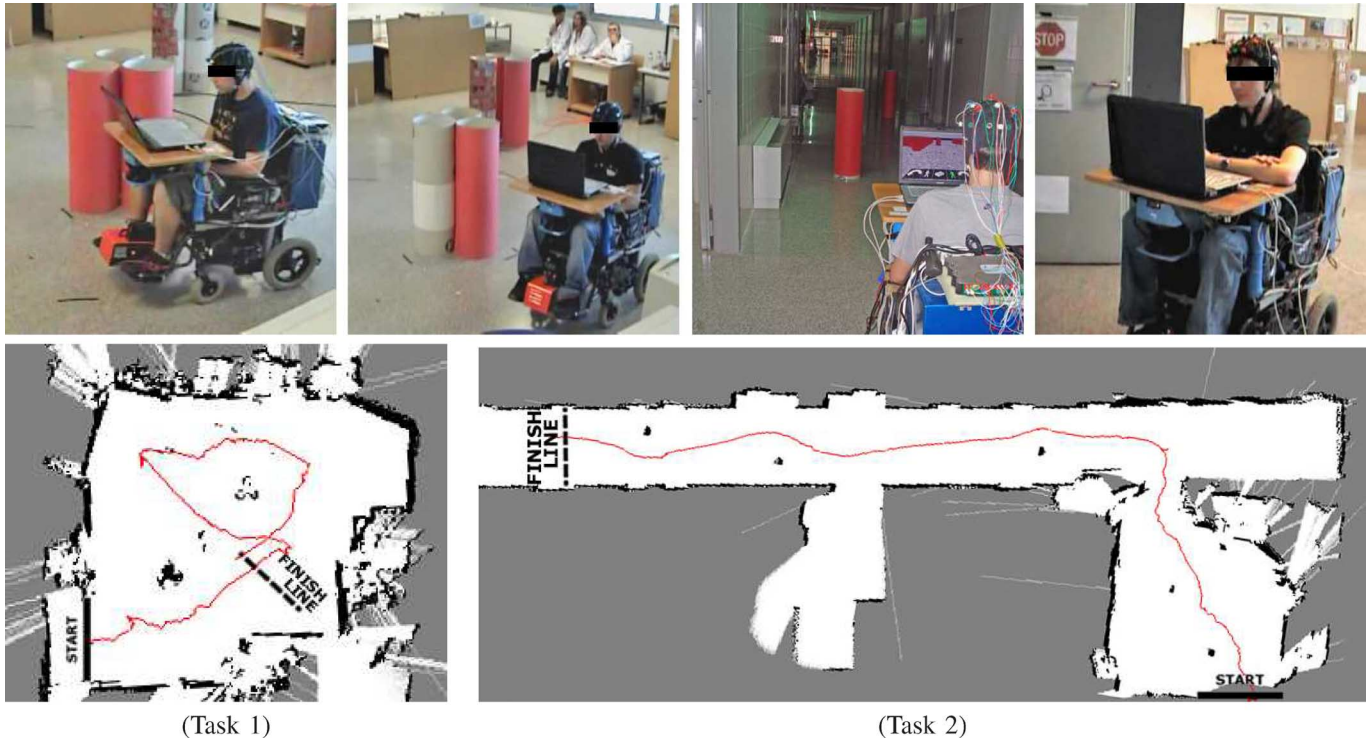 STOP
FINISH
LINE
START
FINISH
LINE
START
(Task 1)
(Task 2)